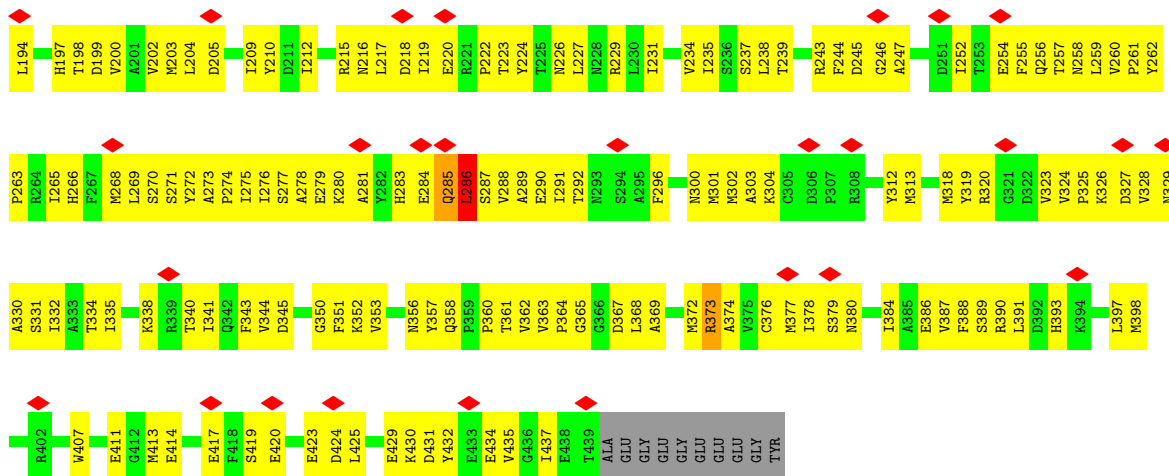 L194 H197 T198 D199 V200 A201 V202 M203 L204 D205 I209 Y210 D211 I212 R215 N216 L217 D218 I219 E220 R221 P222 T223 Y224 T225 N226 L227 N228 R229 L230 I231 V234 I235 S236 S237 L238 T239 R243 F244 D245 G246 A247 D251 I252 T253 E254 F255 Q256 T257 N258 L259 V260 P261 Y262
P263 R264 I265 H266 F267 M268 L269 S270 S271 Y272 A273 P274 I275 I276 S277 A278 E279 K280 A281 Y282 H283 E284 Q285 L286 S287 V288 A289 E290 I291 T292 N293 S294 A295 F296 N300 M301 M302 A303 K304 C305 D306 P307 R308 Y312 M313 M318 Y319 R320 G321 D322 V323 V324 P325 K326 D327 V328 N329
A330 S331 I332 A333 T334 I335 K338 R339 T340 I341 Q342 F343 V344 D345 G350 F351 K352 V353 N356 Y357 Q358 P359 P360 T361 V362 V363 P364 G365 G366 D367 L368 A369 M372 R373 A374 V375 C376 M377 I378 S379 N380 I384 A385 E386 V387 F388 S389 R390 L391 D392 H393 K394 L397 M398
R402 W407 E411 G412 M413 E414 E417 F418 S419 E420 E423 D424 L425 E429 K430 D431 Y432 E433 E434 V435 G436 I437 E438 T439 ALA GLU GLY GLU GLY GLU GLU GLU GLY TYR